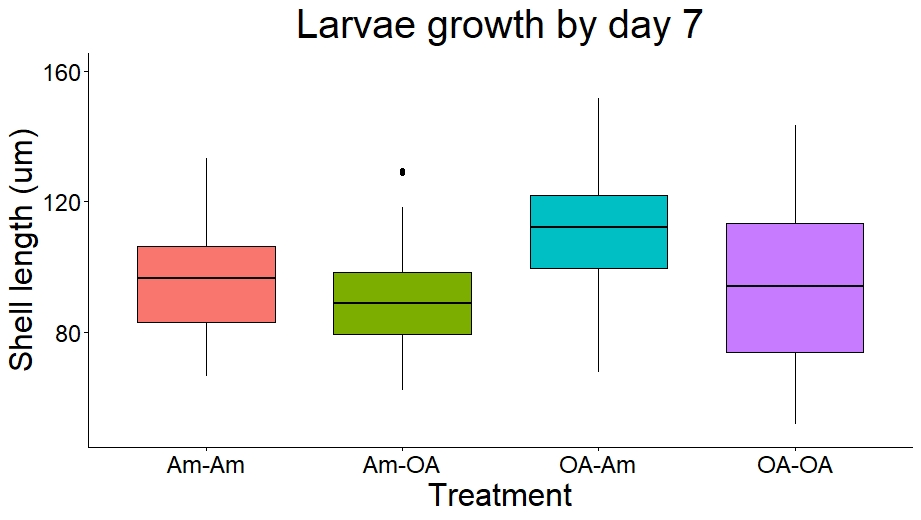 Larvae growth by day 7
Shell length (um)
160
120
80
Am-Am
Am-OA
OA-Am
OA-OA
Treatment